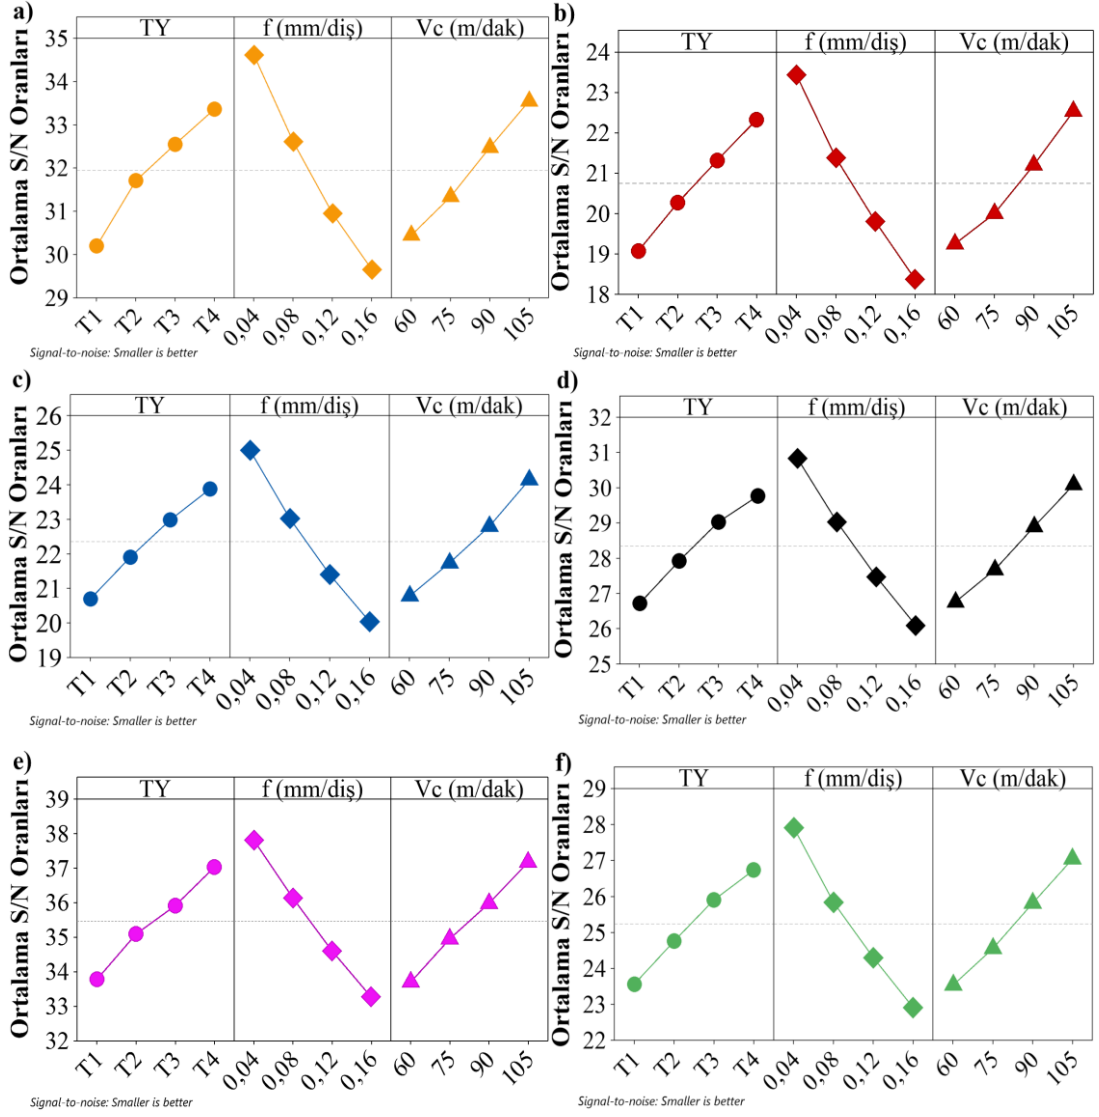 a)
Ortalama S/N Oranları
TY f (mm/diş) Vc (m/dak)
35
34
33
32
31
30
29
T1 T2 T3 T4 0,04 0,08 0,12 0,16 60 75 90 105
Signal-to-noise: Smaller is better
b)
Ortalama S/N Oranları
TY f (mm/diş) Vc (m/dak)
24
23
22
21
20
19
18
T1 T2 T3 T4 0,04 0,08 0,12 0,16 60 75 90 105
Signal-to-noise: Smaller is better
c)
Ortalama S/N Oranları
TY f (mm/diş) Vc (m/dak)
26
25
24
23
22
21
20
19
T1 T2 T3 T4 0,04 0,08 0,12 0,16 60 75 90 105
Signal-to-noise: Smaller is better
d)
Ortalama S/N Oranları
TY f (mm/diş) Vc (m/dak)
32
31
30
29
28
27
26
25
T1 T2 T3 T4 0,04 0,08 0,12 0,16 60 75 90 105
Signal-to-noise: Smaller is better
e)
Ortalama S/N Oranları
TY f (mm/diş) Vc (m/dak)
39
38
37
36
35
34
33
32
T1 T2 T3 T4 0,04 0,08 0,12 0,16 60 75 90 105
Signal-to-noise: Smaller is better
f)
Ortalama S/N Oranları
TY f (mm/diş) Vc (m/dak)
29
28
27
26
25
24
23
22
T1 T2 T3 T4 0,04 0,08 0,12 0,16 60 75 90 105
Signal-to-noise: Smaller is better